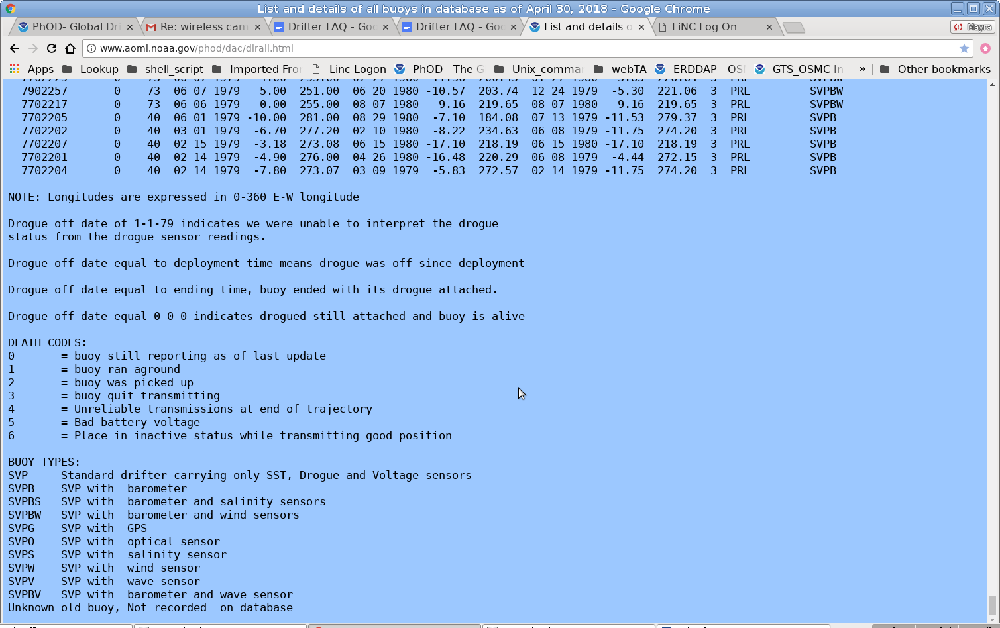 List and details of all buoys in database as of April 30, 2018 - Google Chrome
PhOD- Global Dri
Re: wireless cam
Drifter FAQ - Goo
Drifter FAQ - Goo
List and details o
LiNC Log On
Mayra
www.aoml.noaa.gov/phod/dac/dirall.html
Apps Lookup shell_script Imported Fro Linc Logon PhOD - The G Unix_comma webTA ERDDAP - OS GTS_OSMC In » Other bookmarks
7902257 0 73 06 07 1979 5.00 251.00 06 20 1980 -10.57 203.74 12 24 1979 -5.30 221.06 3 PRL SVPBW
7702217 0 73 06 06 1979 0.00 255.00 08 07 1980 9.16 219.65 08 07 1980 9.16 219.65 3 PRL SVPBW
7702205 0 40 06 01 1979 -10.00 281.00 08 29 1980 -7.10 184.08 07 13 1979 -11.53 279.37 3 PRL SVPB
7702202 0 40 03 01 1979 -6.70 277.20 02 10 1980 -8.22 234.63 06 08 1979 -11.75 274.20 3 PRL SVPB
7702207 0 40 02 15 1979 -3.18 273.08 06 15 1980 -17.10 218.19 06 15 1980 -17.10 218.19 3 PRL SVPB
7702201 0 40 02 14 1979 -4.90 276.00 04 26 1980 -16.48 220.29 06 08 1979 -4.44 272.15 3 PRL SVPB
7702204 0 40 02 14 1979 -7.80 273.07 03 09 1979 -5.83 272.57 02 14 1979 -11.75 274.20 3 PRL SVPB
NOTE: Longitudes are expressed in 0-360 E-W longitude
Drogue off date of 1-1-79 indicates we were unable to interpret the drogue
status from the drogue sensor readings.
Drogue off date equal to deployment time means drogue was off since deployment
Drogue off date equal to ending time, buoy ended with its drogue attached.
Drogue off date equal 0 0 0 indicates drogued still attached and buoy is alive
DEATH CODES:
0 = buoy still reporting as of last update
1 = buoy ran aground
2 = buoy was picked up
3 = buoy quit transmitting
4 = Unreliable transmissions at end of trajectory
5 = Bad battery voltage
6 = Place in inactive status while transmitting good position
BUOY TYPES:
SVP Standard drifter carrying only SST, Drogue and Voltage sensors
SVPB SVP with barometer
SVPBS SVP with barometer and salinity sensors
SVPBW SVP with barometer and wind sensors
SVPG SVP with GPS
SVPO SVP with optical sensor
SVPS SVP with salinity sensor
SVPW SVP with wind sensor
SVPV SVP with wave sensor
SVPBV SVP with barometer and wave sensor
Unknown old buoy, Not recorded on database